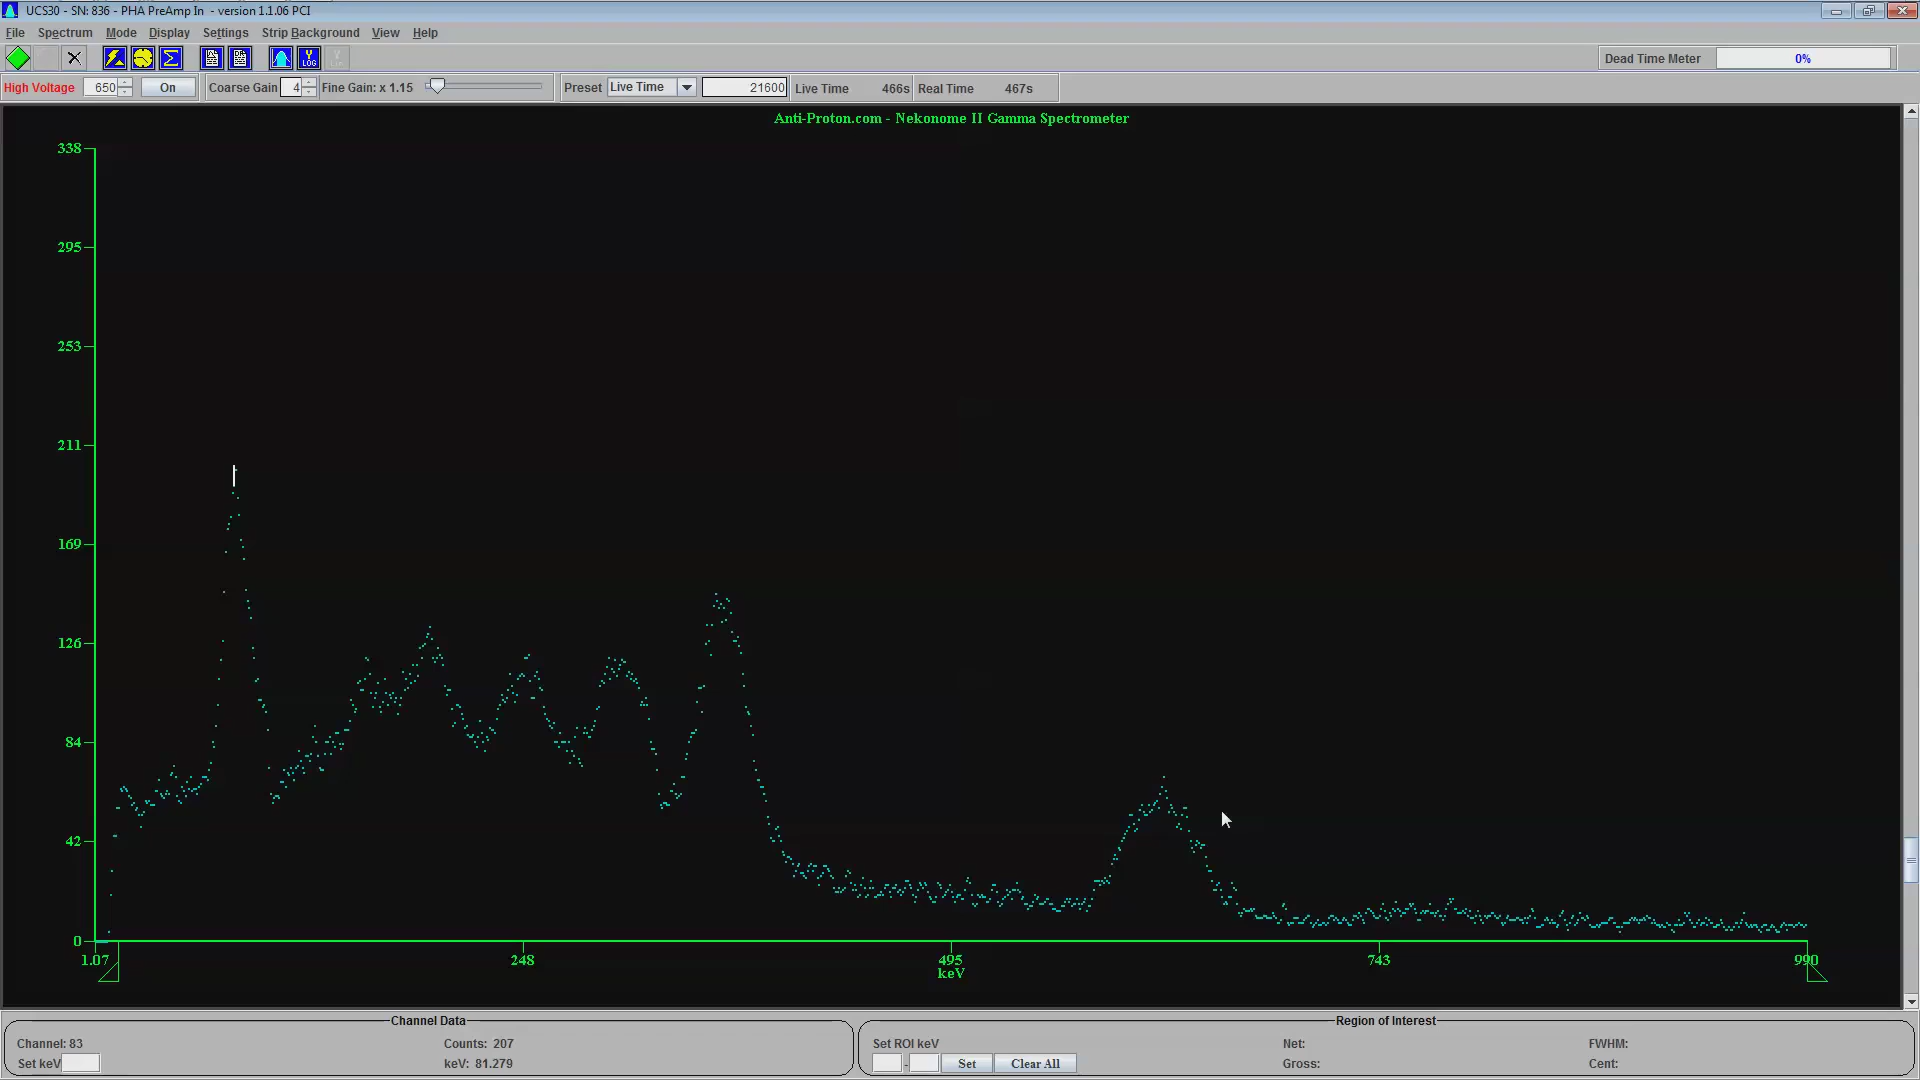 UCS30 - SN: 836 - PHA PreAmp In - version 1.1.06 PCI
File Spectrum Mode Display Settings Strip Background View Help
Y LOG
Dead Time Meter 0%
High Voltage 650 On Coarse Gain 4 Fine Gain: x 1.15 Preset Live Time 21600 Live Time 466s Real Time 467s
Anti-Proton.com - Nekonome II Gamma Spectrometer
338
295
253
211
169
126
84
42
0
1.07 248 495 743 990
keV
Channel Data Region of Interest
Channel: 83 Counts: 207 Set ROI keV Net: FWHM:
Set keV keV: 81.279 - Set Clear All Gross: Cent: